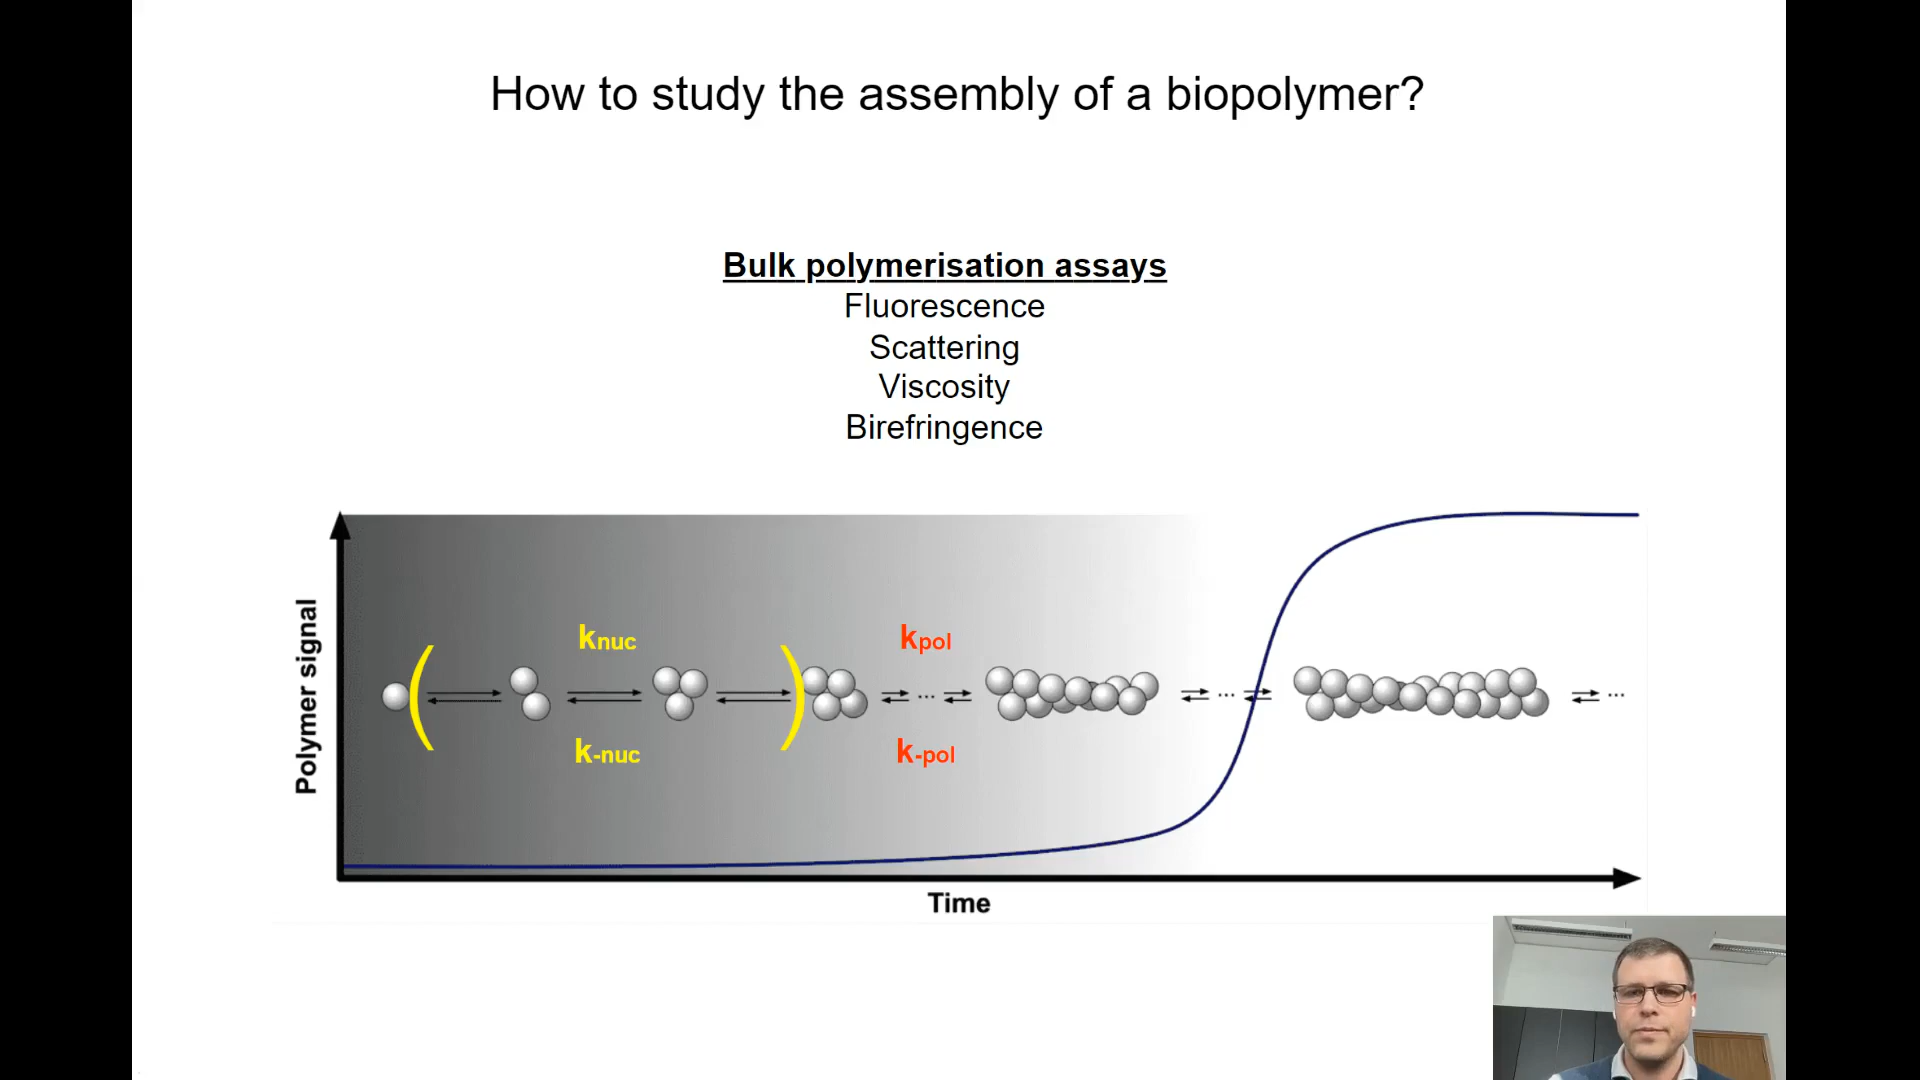 How to study the assembly of a biopolymer?
Bulk polymerisation assays
Fluorescence
Scattering
Viscosity
Birefringence
Polymer signal
knuc
kpol
... ... ...
k-nuc
k-pol
Time